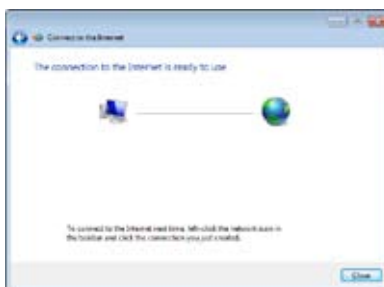 Connect to the Internet
The connection to the Internet is ready to use
To connect to the Internet next time, left-click the network icon in
the taskbar and click the connection you just created.
Close